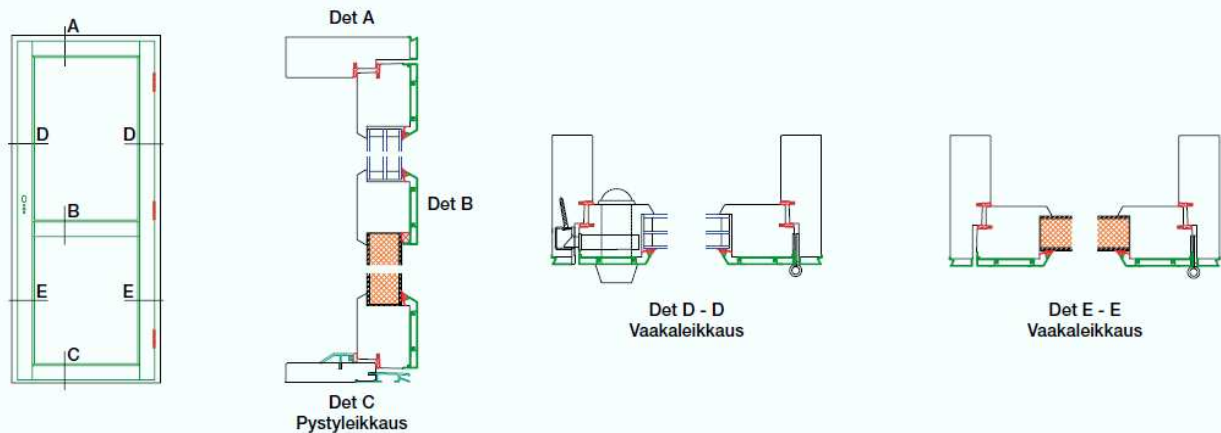 A
D D
B
E E
C
Det A
Det B
Det C
Pystyleikkaus
Det D - D
Vaakaleikkaus
Det E - E
Vaakaleikkaus